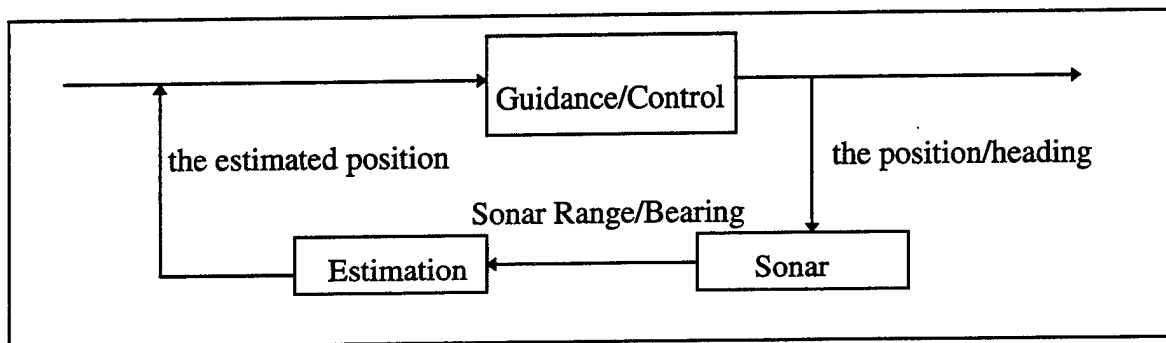 Guidance/Control
the estimated position
the position/heading
Sonar Range/Bearing
Estimation
Sonar